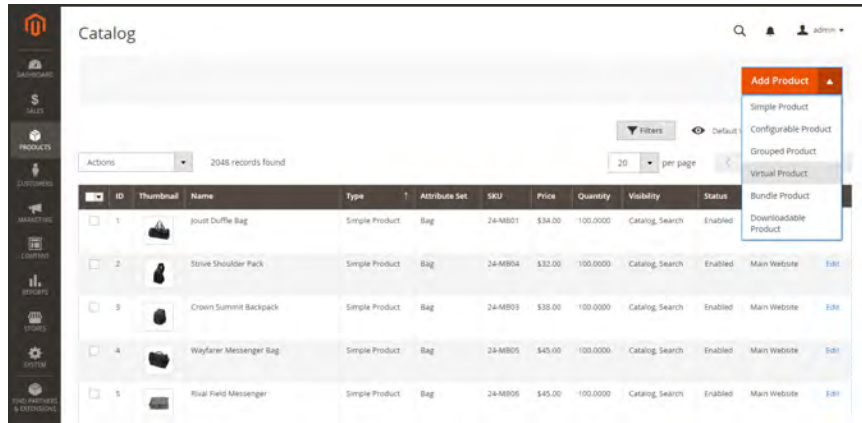 Catalog
admin
Add Product
Simple Product
Configurable Product
Grouped Product
Virtual Product
Bundle Product
Downloadable
Product
Filters
Default
Actions
2048 records found
20
per page
DASHBOARD
SALES
PRODUCTS
CUSTOMERS
MARKETING
CONTENT
REPORTS
STORES
SYSTEM
FIND PARTNERS
& EXTENSIONS
ID Thumbnail Name Type ↑ Attribute Set SKU Price Quantity Visibility Status
1 Joust Duffle Bag Simple Product Bag 24-MB01 $34.00 100.0000 Catalog, Search Enabled
2 Strive Shoulder Pack Simple Product Bag 24-MB04 $32.00 100.0000 Catalog, Search Enabled Main Website Edit
3 Crown Summit Backpack Simple Product Bag 24-MB03 $38.00 100.0000 Catalog, Search Enabled Main Website Edit
4 Wayfarer Messenger Bag Simple Product Bag 24-MB05 $45.00 100.0000 Catalog, Search Enabled Main Website Edit
5 Rival Field Messenger Simple Product Bag 24-MB06 $45.00 100.0000 Catalog, Search Enabled Main Website Edit